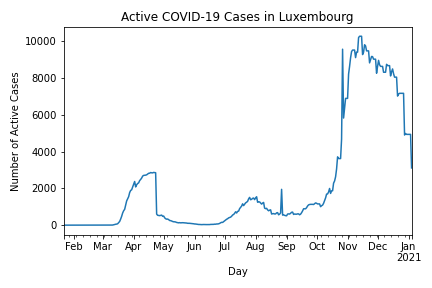 Active COVID-19 Cases in Luxembourg
Number of Active Cases
10000
8000
6000
4000
2000
0
Feb Mar Apr May Jun Jul Aug Sep Oct Nov Dec Jan
2021
Day